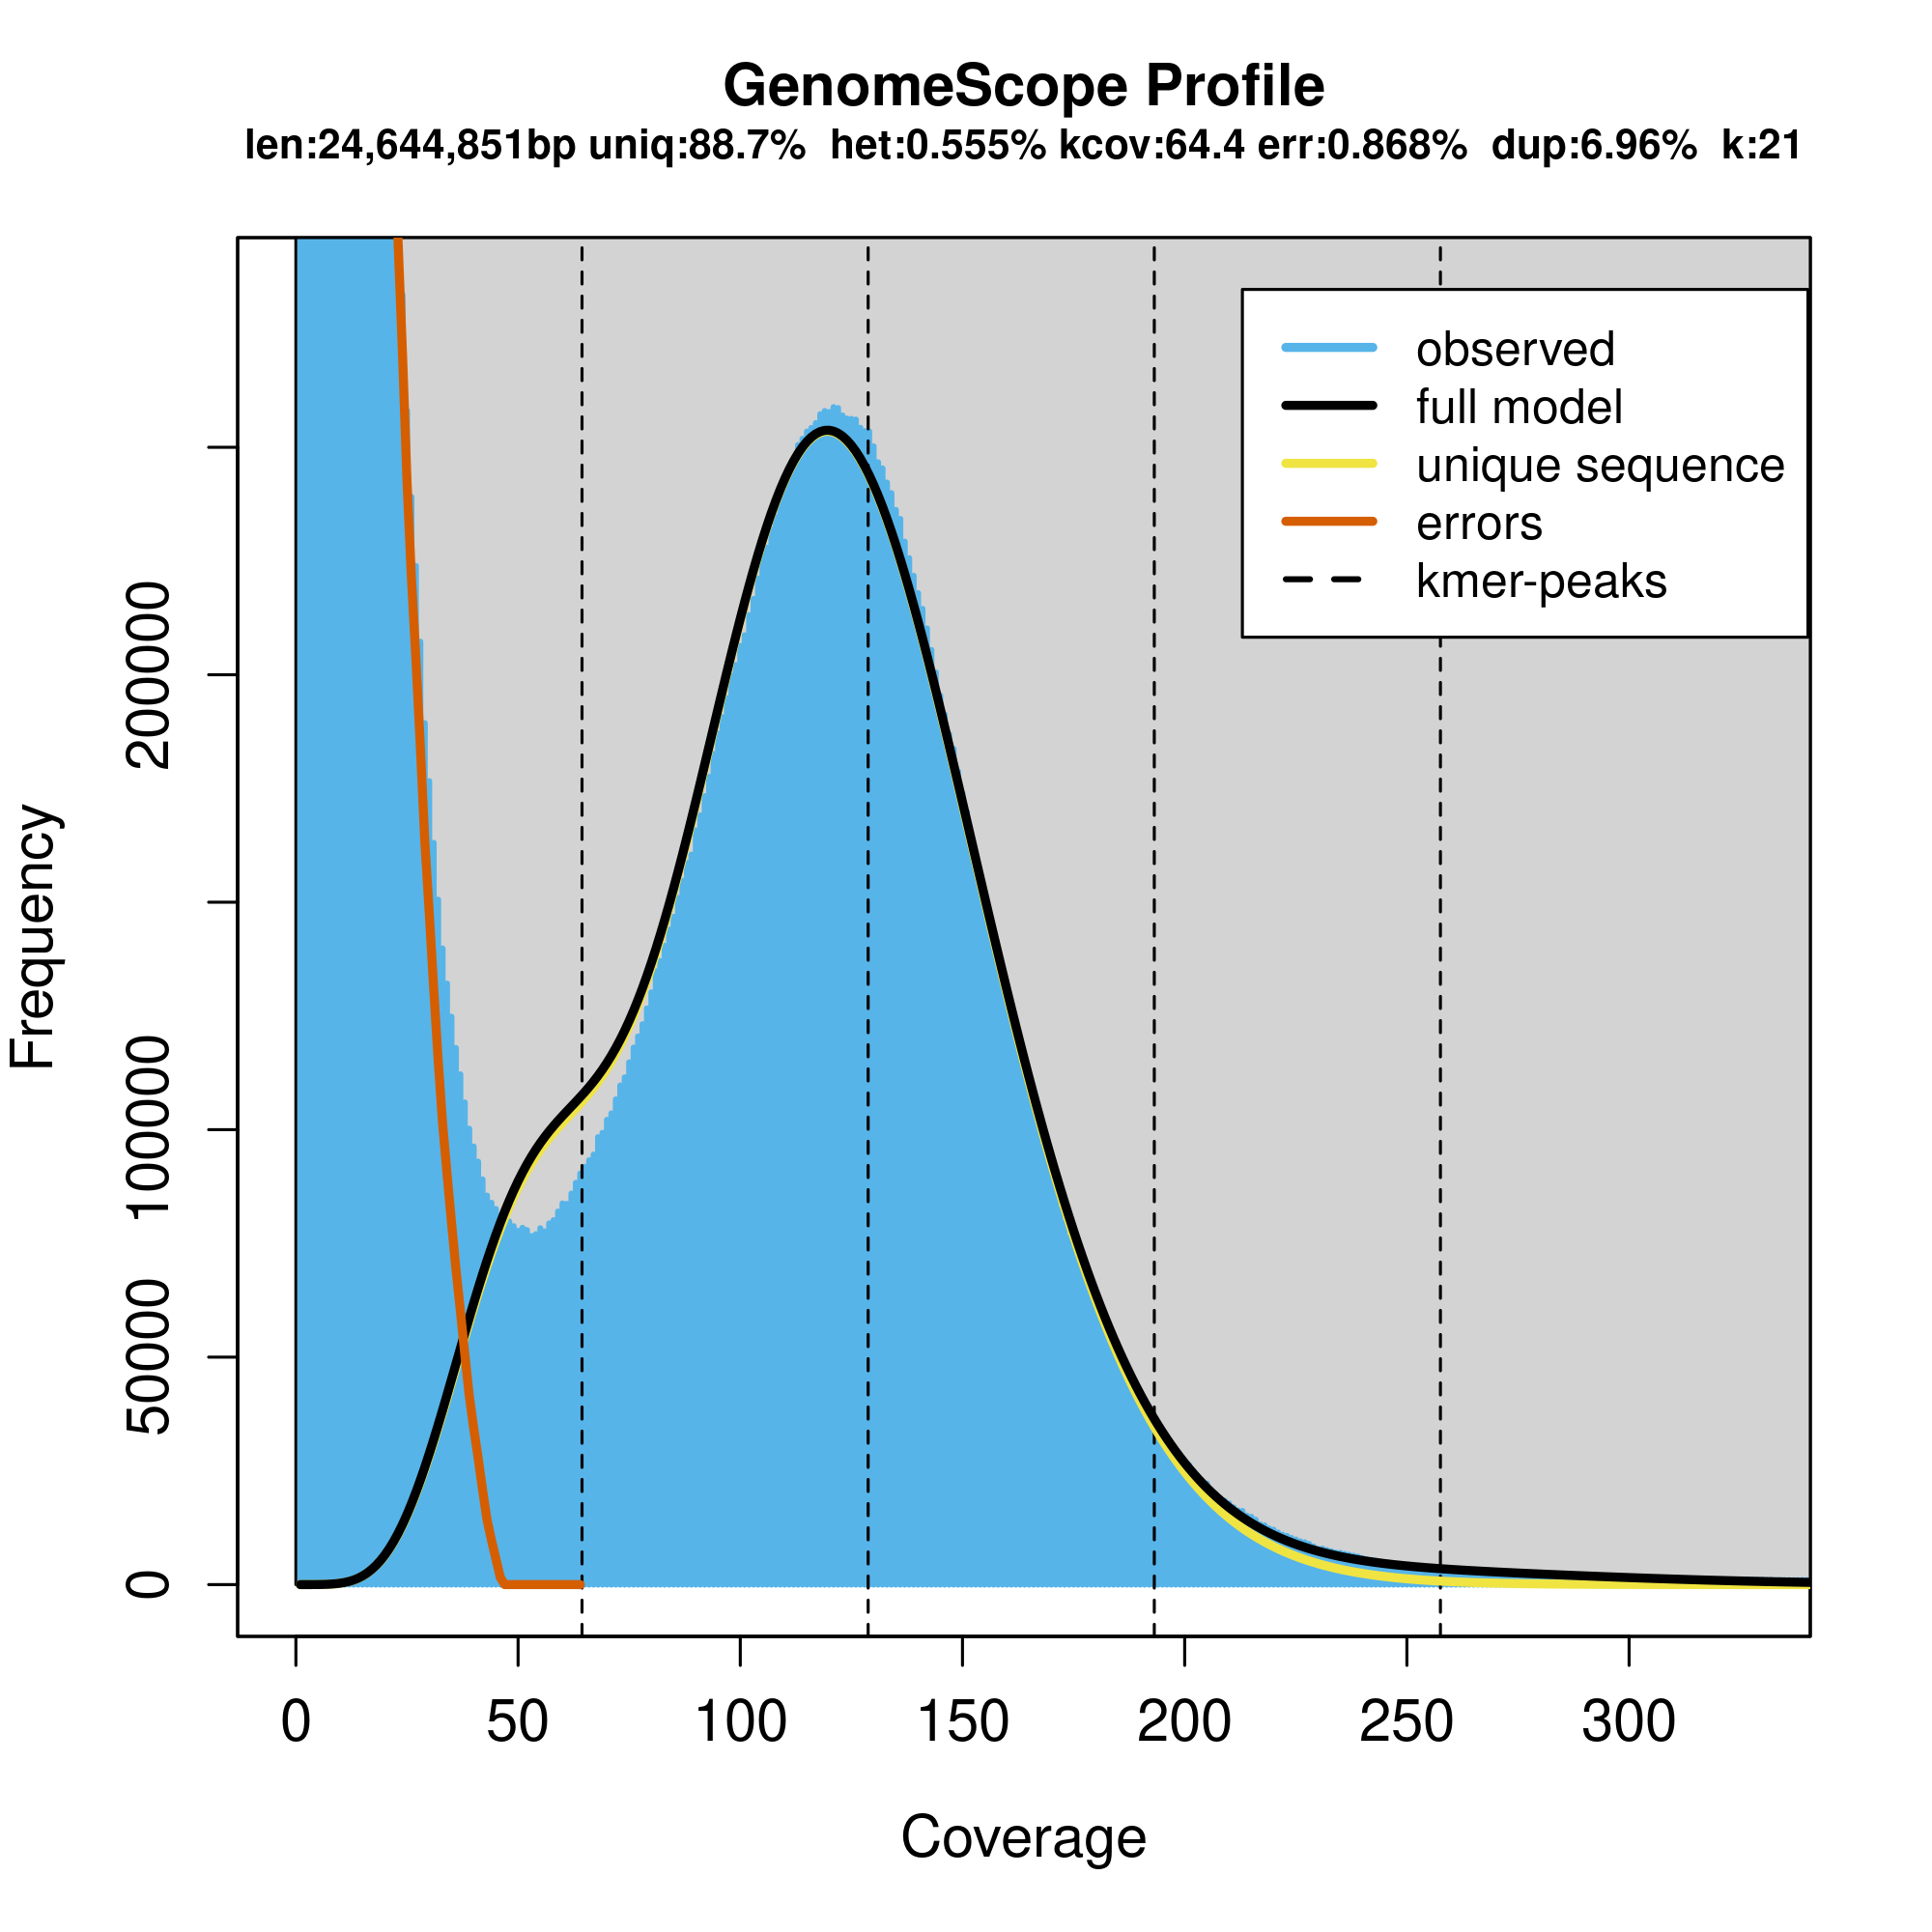 GenomeScope Profile
len:24,644,851bp uniq:88.7% het:0.555% kcov:64.4 err:0.868% dup:6.96% k:21
observed
full model
unique sequence
errors
kmer-peaks
Frequency
200000
100000
50000
0
0 50 100 150 200 250 300
Coverage